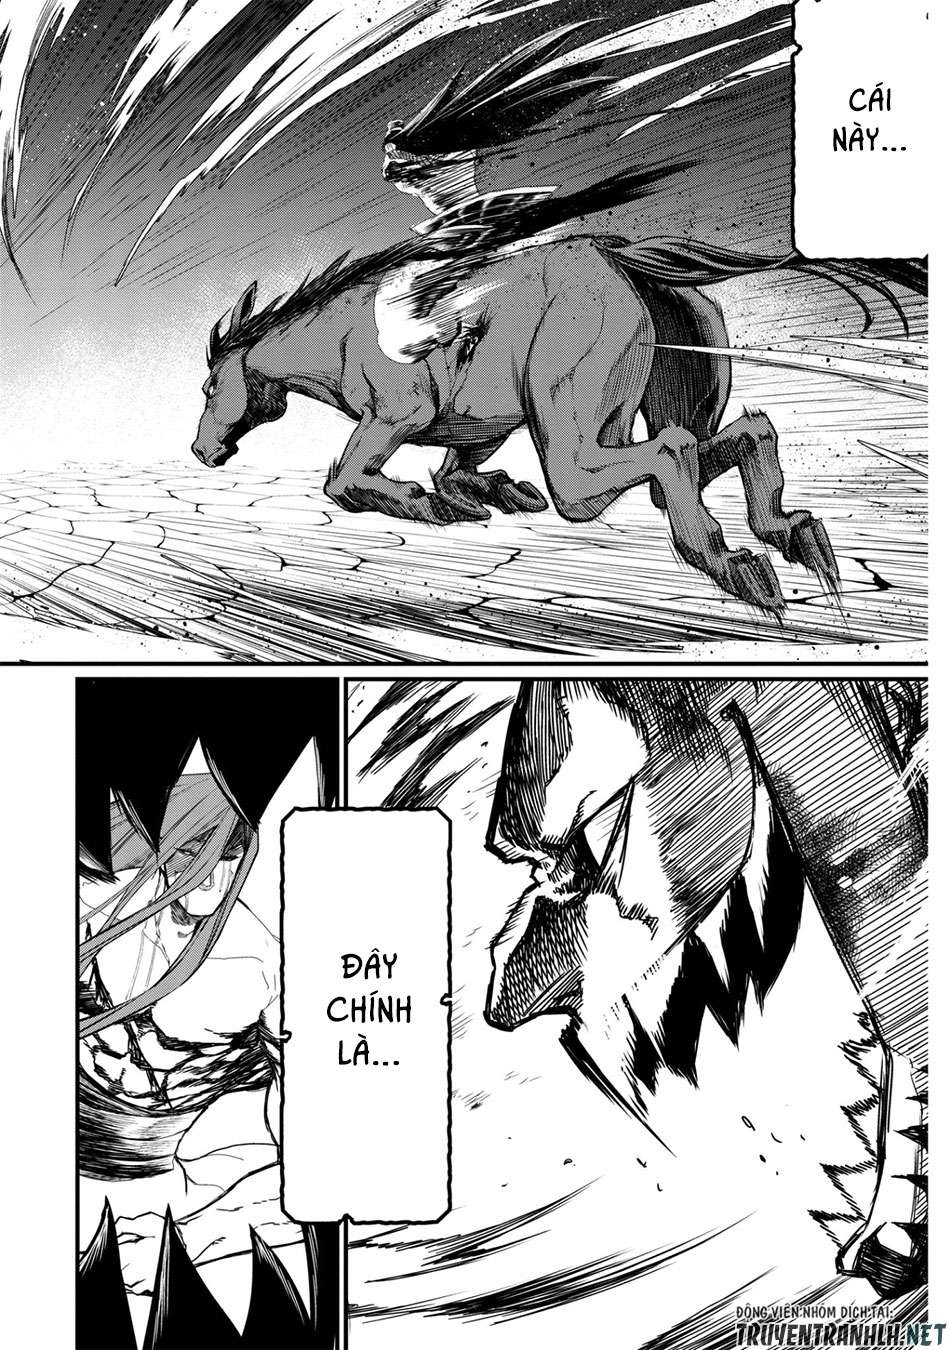 CÁI
NÀY...
ĐÂY
CHÍNH
LÀ...
ĐỘNG VIÊN NHÓM DỊCH TẠI:
TRUYENTRANHLH.NET